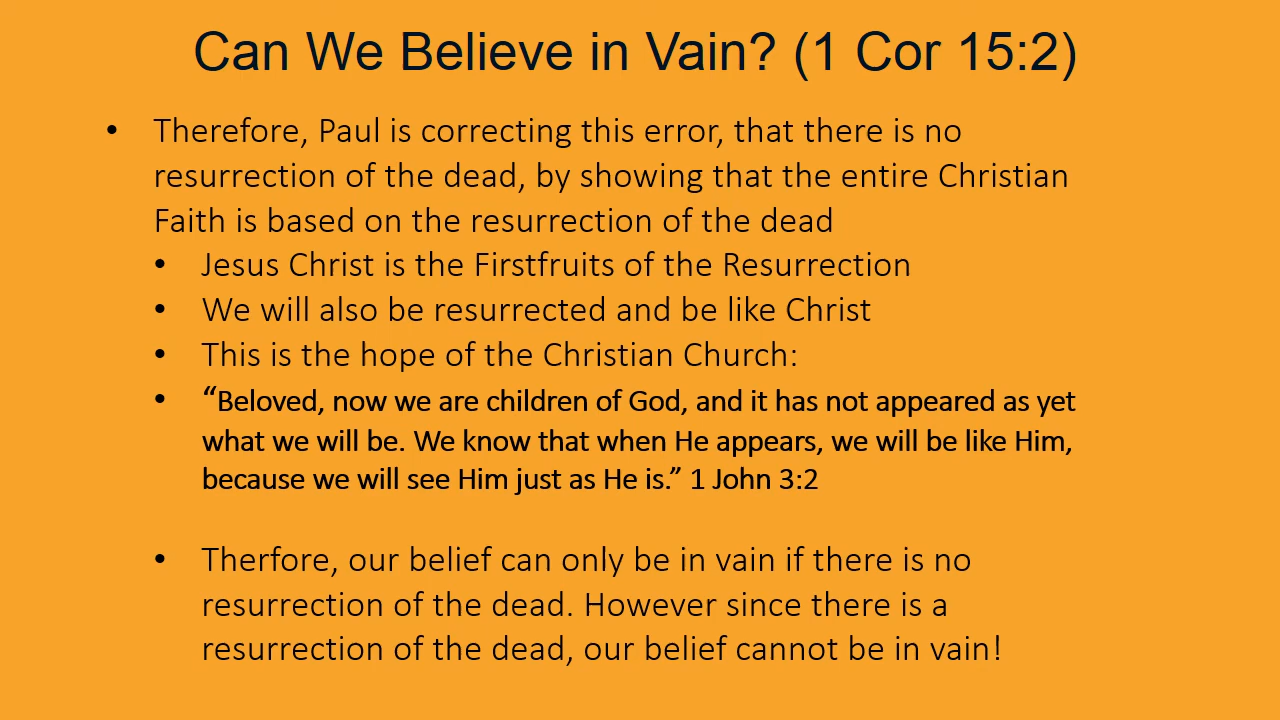 Can We Believe in Vain? (1 Cor 15:2)
• Therefore, Paul is correcting this error, that there is no
resurrection of the dead, by showing that the entire Christian
Faith is based on the resurrection of the dead
• Jesus Christ is the Firstfruits of the Resurrection
• We will also be resurrected and be like Christ
• This is the hope of the Christian Church:
• “Beloved, now we are children of God, and it has not appeared as yet
what we will be. We know that when He appears, we will be like Him,
because we will see Him just as He is.” 1 John 3:2
• Therfore, our belief can only be in vain if there is no
resurrection of the dead. However since there is a
resurrection of the dead, our belief cannot be in vain!